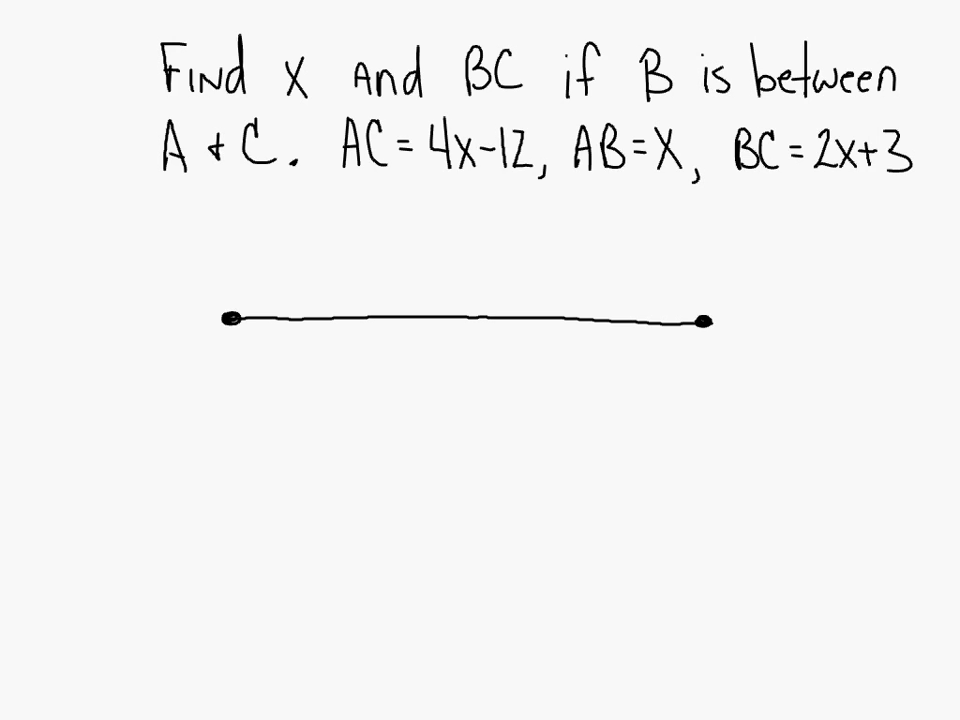 Find x and BC if B is between
A + C. AC = 4x-12, AB = X, BC = 2x+3